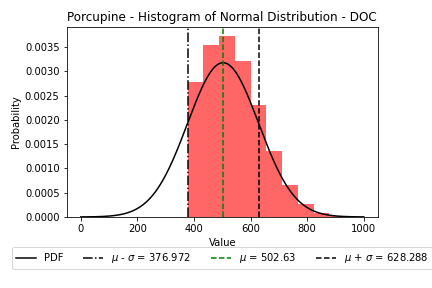 Porcupine - Histogram of Normal Distribution - DOC
Probability
0.0035
0.0030
0.0025
0.0020
0.0015
0.0010
0.0005
0.0000
0 200 400 600 800 1000
Value
PDF μ - σ = 376.972 μ = 502.63 μ + σ = 628.288